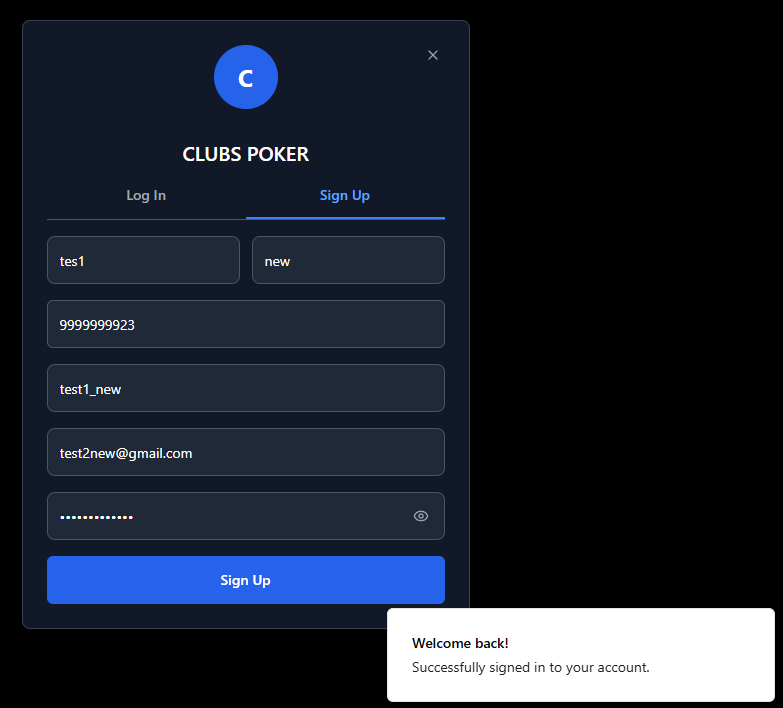 C
CLUBS POKER
Log In Sign Up
tes1 new
9999999923
test1_new
test2new@gmail.com
•••••••••••••
Sign Up
Welcome back!
Successfully signed in to your account.